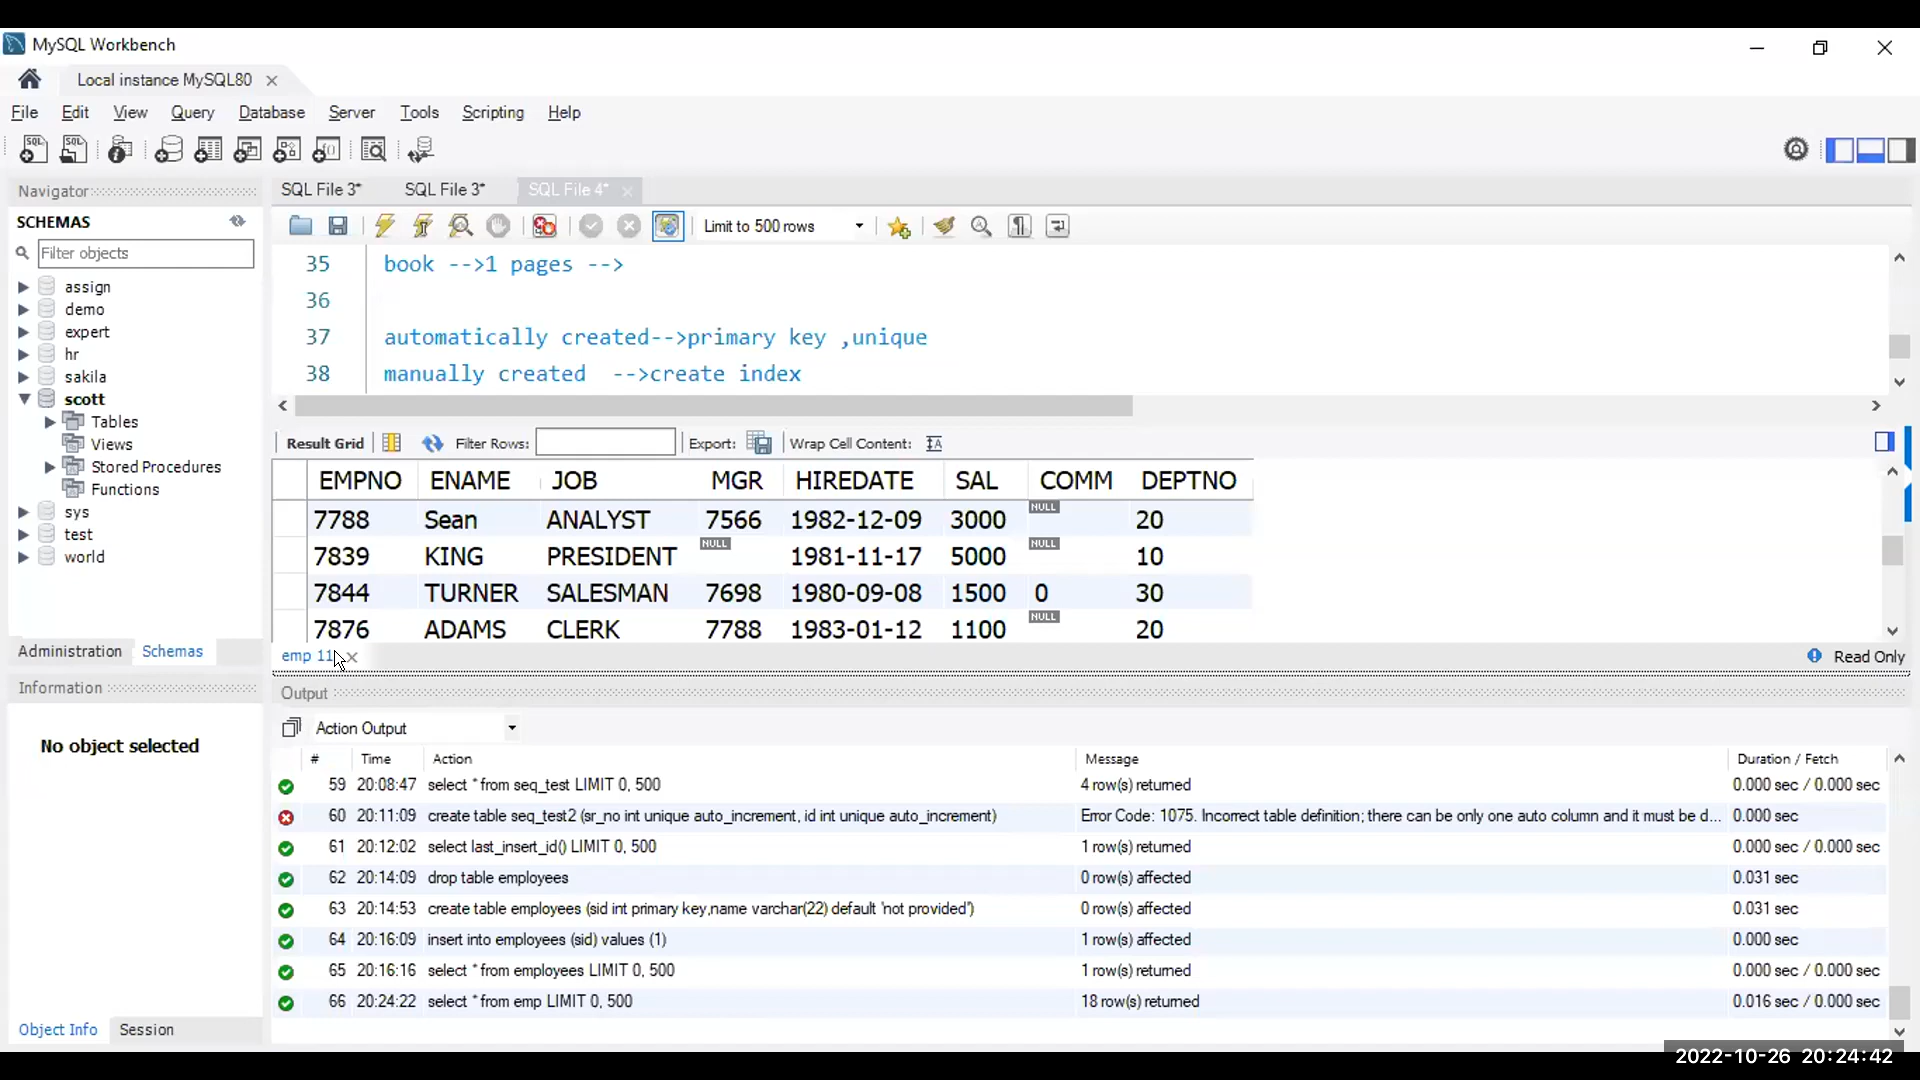 MySQL Workbench
Local instance MySQL80
File Edit View Query Database Server Tools Scripting Help
Navigator
SCHEMAS
Filter objects
assign
demo
expert
hr
sakila
scott
Tables
Views
Stored Procedures
Functions
sys
test
world
Administration Schemas
Information
No object selected
Object Info Session
SQL File 3* SQL File 3* SQL File 4*
Limit to 500 rows
35 book -->1 pages -->
36
37 automatically created-->primary key ,unique
38 manually created -->create index
Result Grid Filter Rows: Export: Wrap Cell Content:
EMPNO ENAME JOB MGR HIREDATE SAL COMM DEPTNO
7788 Sean ANALYST 7566 1982-12-09 3000 NULL 20
7839 KING PRESIDENT NULL 1981-11-17 5000 NULL 10
7844 TURNER SALESMAN 7698 1980-09-08 1500 0 30
7876 ADAMS CLERK 7788 1983-01-12 1100 NULL 20
emp 11 Read Only
Output
Action Output
# Time Action Message Duration / Fetch
59 20:08:47 select * from seq_test LIMIT 0, 500 4 row(s) returned 0.000 sec / 0.000 sec
60 20:11:09 create table seq_test2 (sr_no int unique auto_increment, id int unique auto_increment) Error Code: 1075. Incorrect table definition; there can be only one auto column and it must be d... 0.000 sec
61 20:12:02 select last_insert_id() LIMIT 0, 500 1 row(s) returned 0.000 sec / 0.000 sec
62 20:14:09 drop table employees 0 row(s) affected 0.031 sec
63 20:14:53 create table employees (sid int primary key,name varchar(22) default 'not provided') 0 row(s) affected 0.031 sec
64 20:16:09 insert into employees (sid) values (1) 1 row(s) affected 0.000 sec
65 20:16:16 select * from employees LIMIT 0, 500 1 row(s) returned 0.000 sec / 0.000 sec
66 20:24:22 select * from emp LIMIT 0, 500 18 row(s) returned 0.016 sec / 0.000 sec
2022-10-26 20:24:42